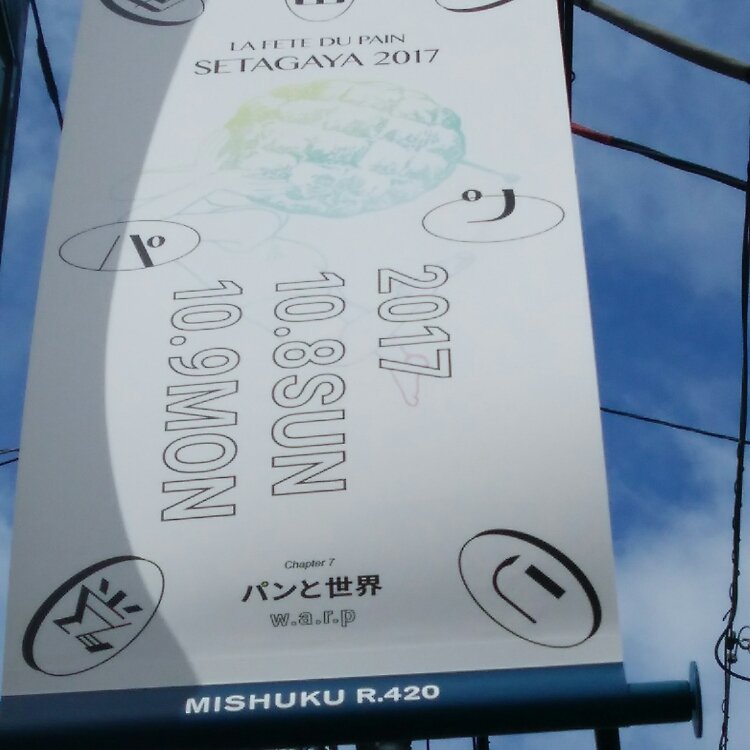 LA FETE DU PAIN
SETAGAYA 2017
パ
ン
2017
10.8SUN
10.9MON
Chapter 7
パンと世界
w.a.r.p
MISHUKU R.420